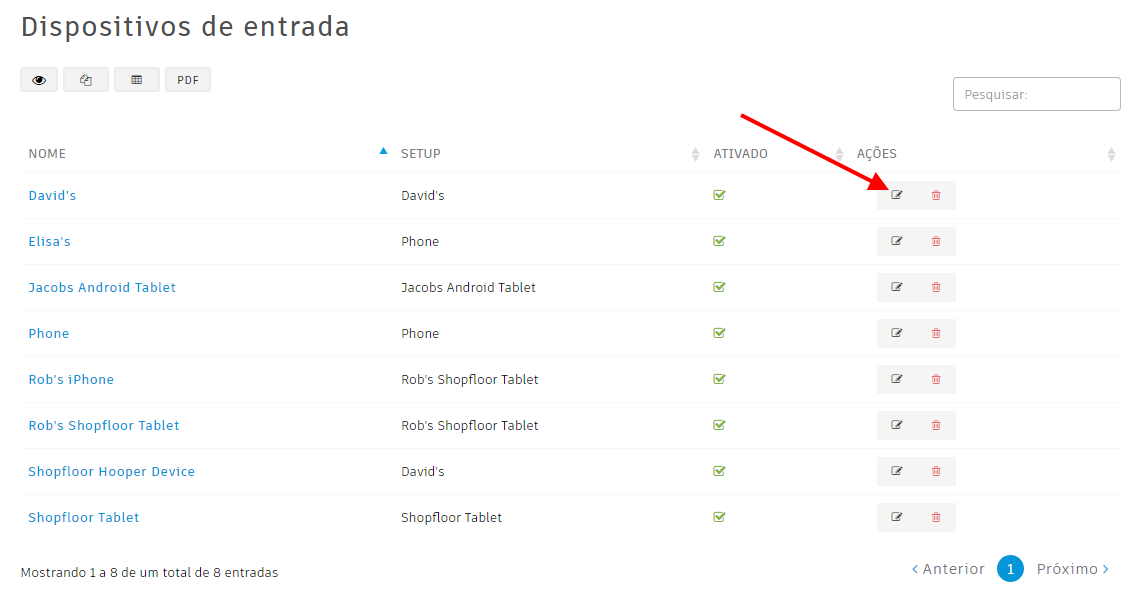 Dispositivos de entrada
PDF
Pesquisar:
NOME SETUP ATIVADO AÇÕES
David's David's
Elisa's Phone
Jacobs Android Tablet Jacobs Android Tablet
Phone Phone
Rob's iPhone Rob's Shopfloor Tablet
Rob's Shopfloor Tablet Rob's Shopfloor Tablet
Shopfloor Hooper Device David's
Shopfloor Tablet Shopfloor Tablet
Mostrando 1 a 8 de um total de 8 entradas
‹ Anterior 1 Próximo ›